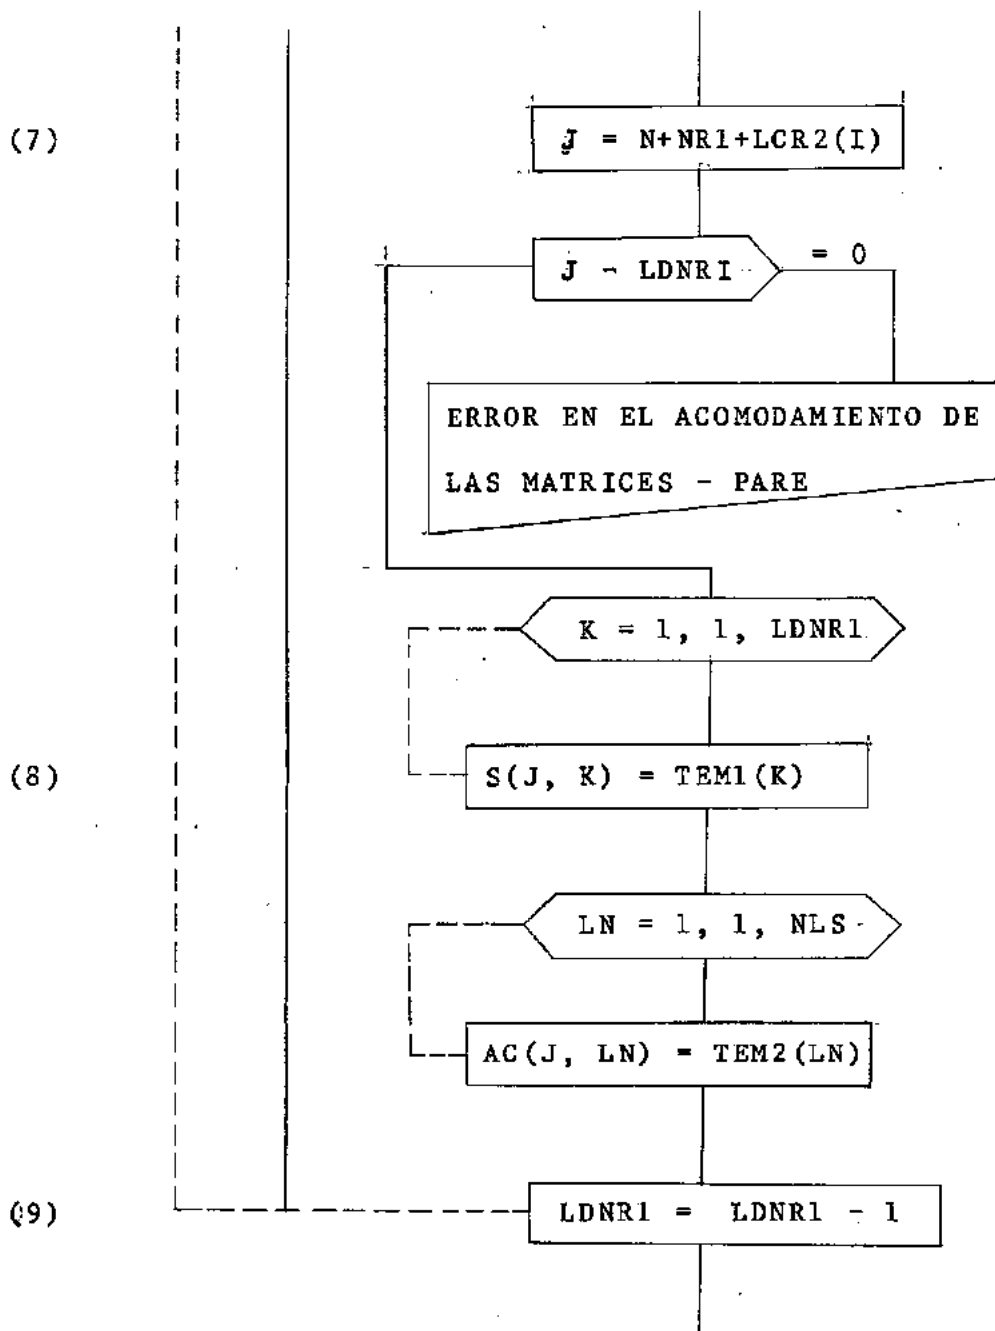 (7)
J = N+NR1+LCR2(I)
J - LDNRI
= 0
ERROR EN EL ACOMODAMIENTO DE
LAS MATRICES - PARE
K = 1, 1, LDNR1
(8)
S(J, K) = TEM1(K)
LN = 1, 1, NLS
AC(J, LN) = TEM2(LN)
(9)
LDNR1 = LDNR1 - 1